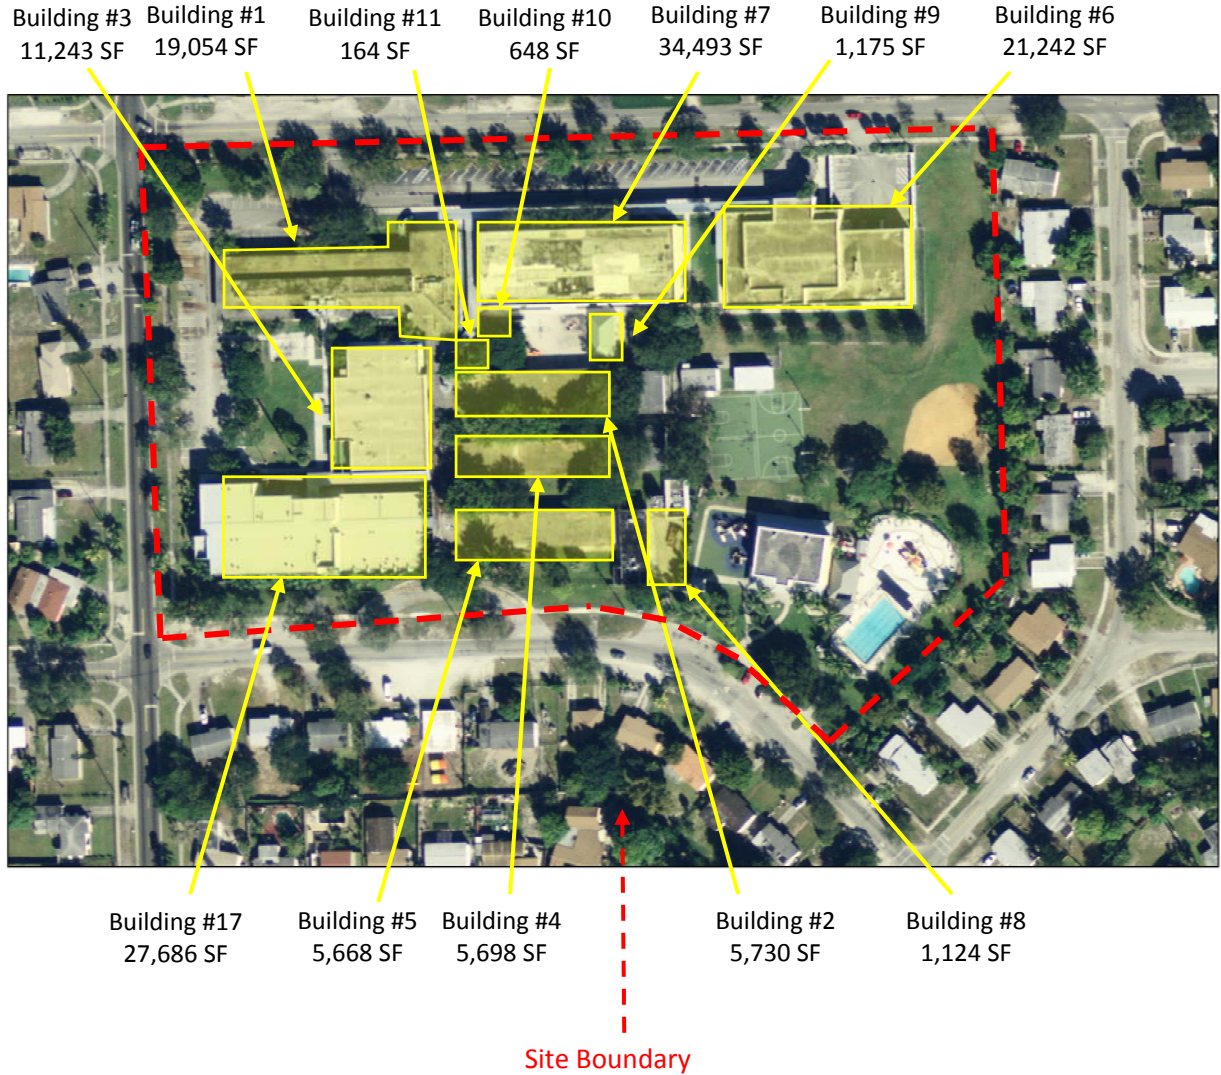 Building #3
11,243 SF
Building #1
19,054 SF
Building #11
164 SF
Building #10
648 SF
Building #7
34,493 SF
Building #9
1,175 SF
Building #6
21,242 SF
Building #17
27,686 SF
Building #5
5,668 SF
Building #4
5,698 SF
Building #2
5,730 SF
Building #8
1,124 SF
Site Boundary